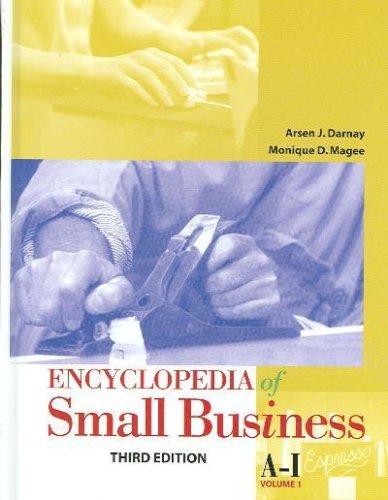 Arsen J. Darnay
Monique D. Magee
ENCYCLOPEDIA of
Small Business
THIRD EDITION
A–I
VOLUME 1
Espresso